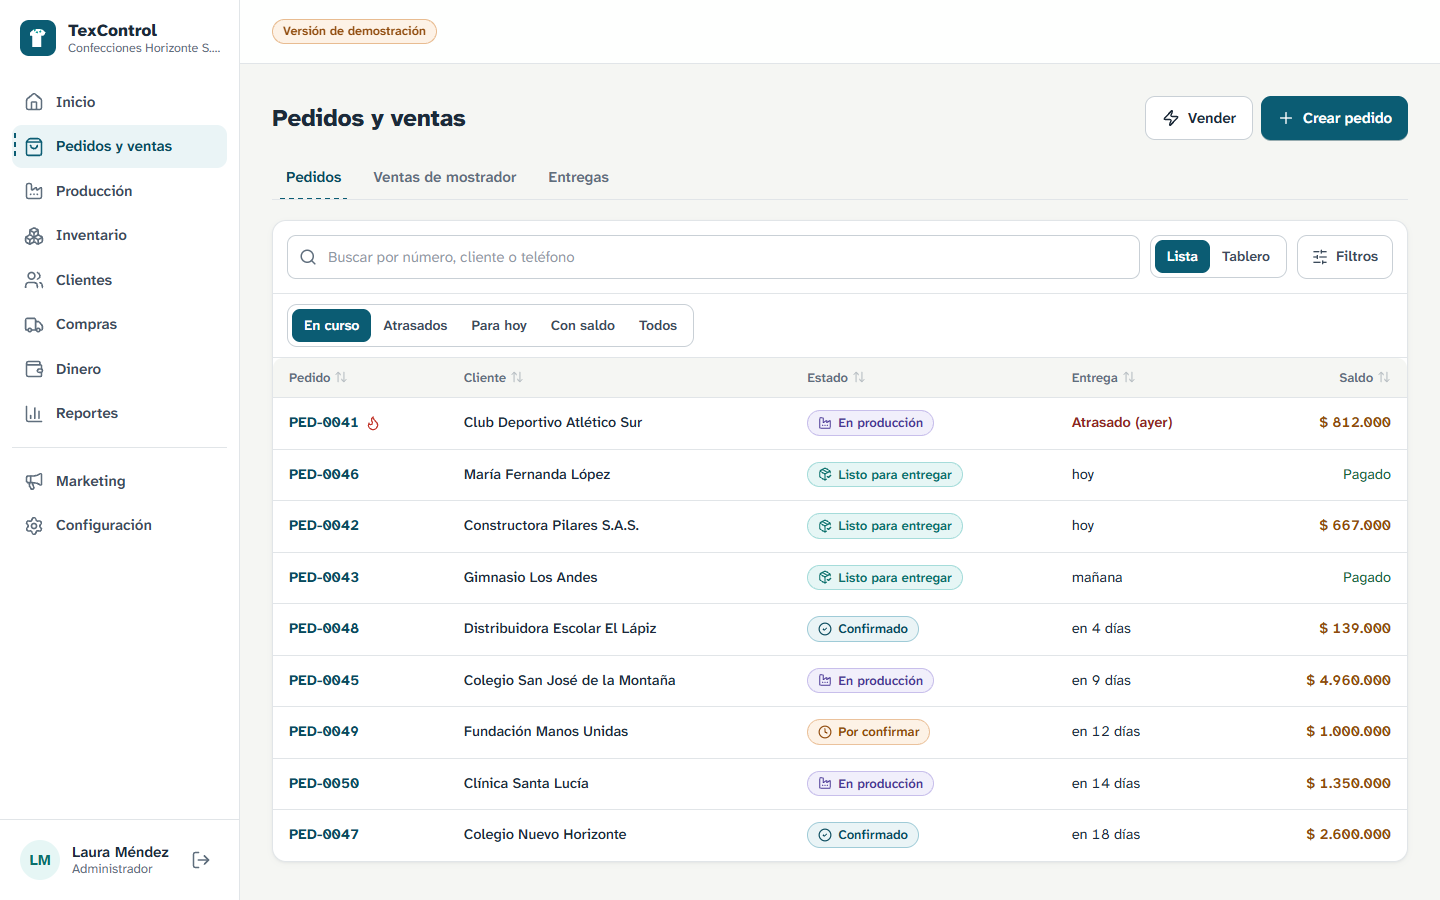 TexControl
Confecciones Horizonte S....
Inicio
Pedidos y ventas
Producción
Inventario
Clientes
Compras
Dinero
Reportes
Marketing
Configuración
LM
Laura Méndez
Administrador
Versión de demostración
Pedidos y ventas
Vender
Crear pedido
Pedidos Ventas de mostrador Entregas
Buscar por número, cliente o teléfono
Lista Tablero
Filtros
En curso Atrasados Para hoy Con saldo Todos
Pedido Cliente Estado Entrega Saldo
PED-0041 Club Deportivo Atlético Sur En producción Atrasado (ayer) $ 812.000
PED-0046 María Fernanda López Listo para entregar hoy Pagado
PED-0042 Constructora Pilares S.A.S. Listo para entregar hoy $ 667.000
PED-0043 Gimnasio Los Andes Listo para entregar mañana Pagado
PED-0048 Distribuidora Escolar El Lápiz Confirmado en 4 días $ 139.000
PED-0045 Colegio San José de la Montaña En producción en 9 días $ 4.960.000
PED-0049 Fundación Manos Unidas Por confirmar en 12 días $ 1.000.000
PED-0050 Clínica Santa Lucía En producción en 14 días $ 1.350.000
PED-0047 Colegio Nuevo Horizonte Confirmado en 18 días $ 2.600.000